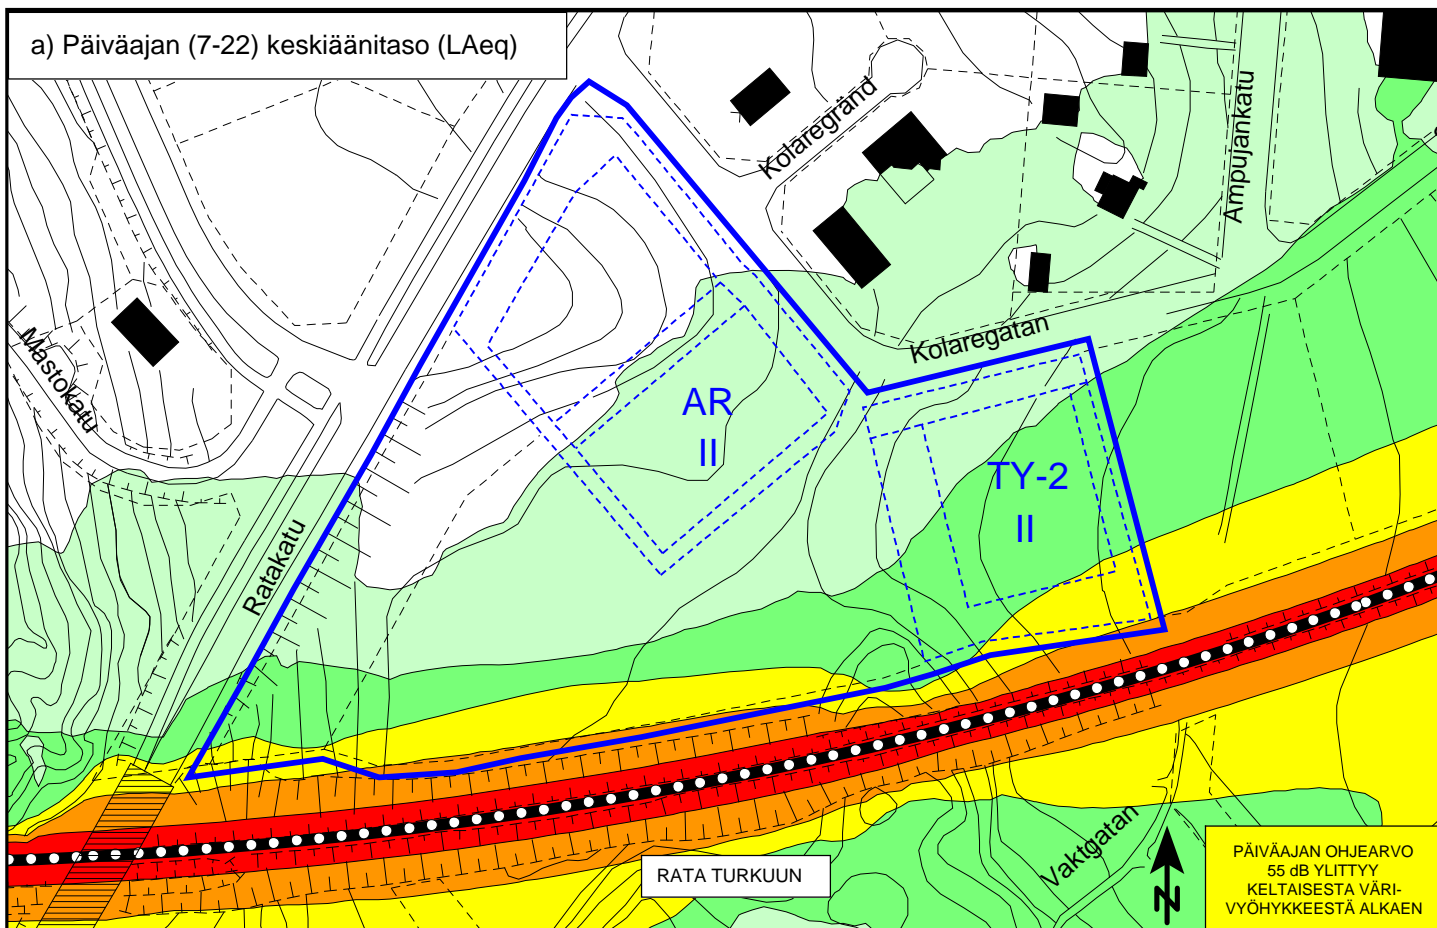 a) Päiväajan (7-22) keskiäänitaso (LAeq)
Kolaregränd
Ampujankatu
Mastokatu
Kolaregatan
AR
II
TY-2
II
Ratakatu
RATA TURKUUN
Vaktgatan
N
PÄIVÄAJAN OHJEARVO
55 dB YLITTYY
KELTAISESTA VÄRI-
VYÖHYKKEESTÄ ALKAEN